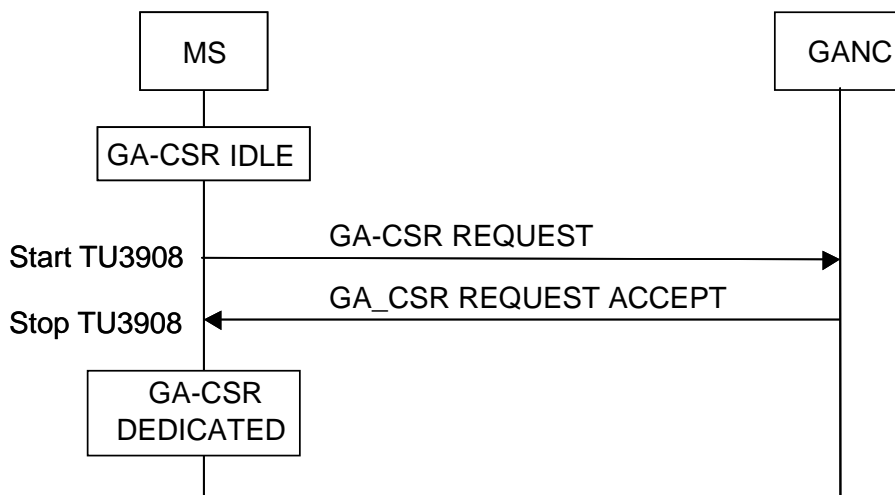 MS
GANC
GA-CSR IDLE
GA-CSR REQUEST
Start TU3908
GA_CSR REQUEST ACCEPT
Stop TU3908
GA-CSR
DEDICATED